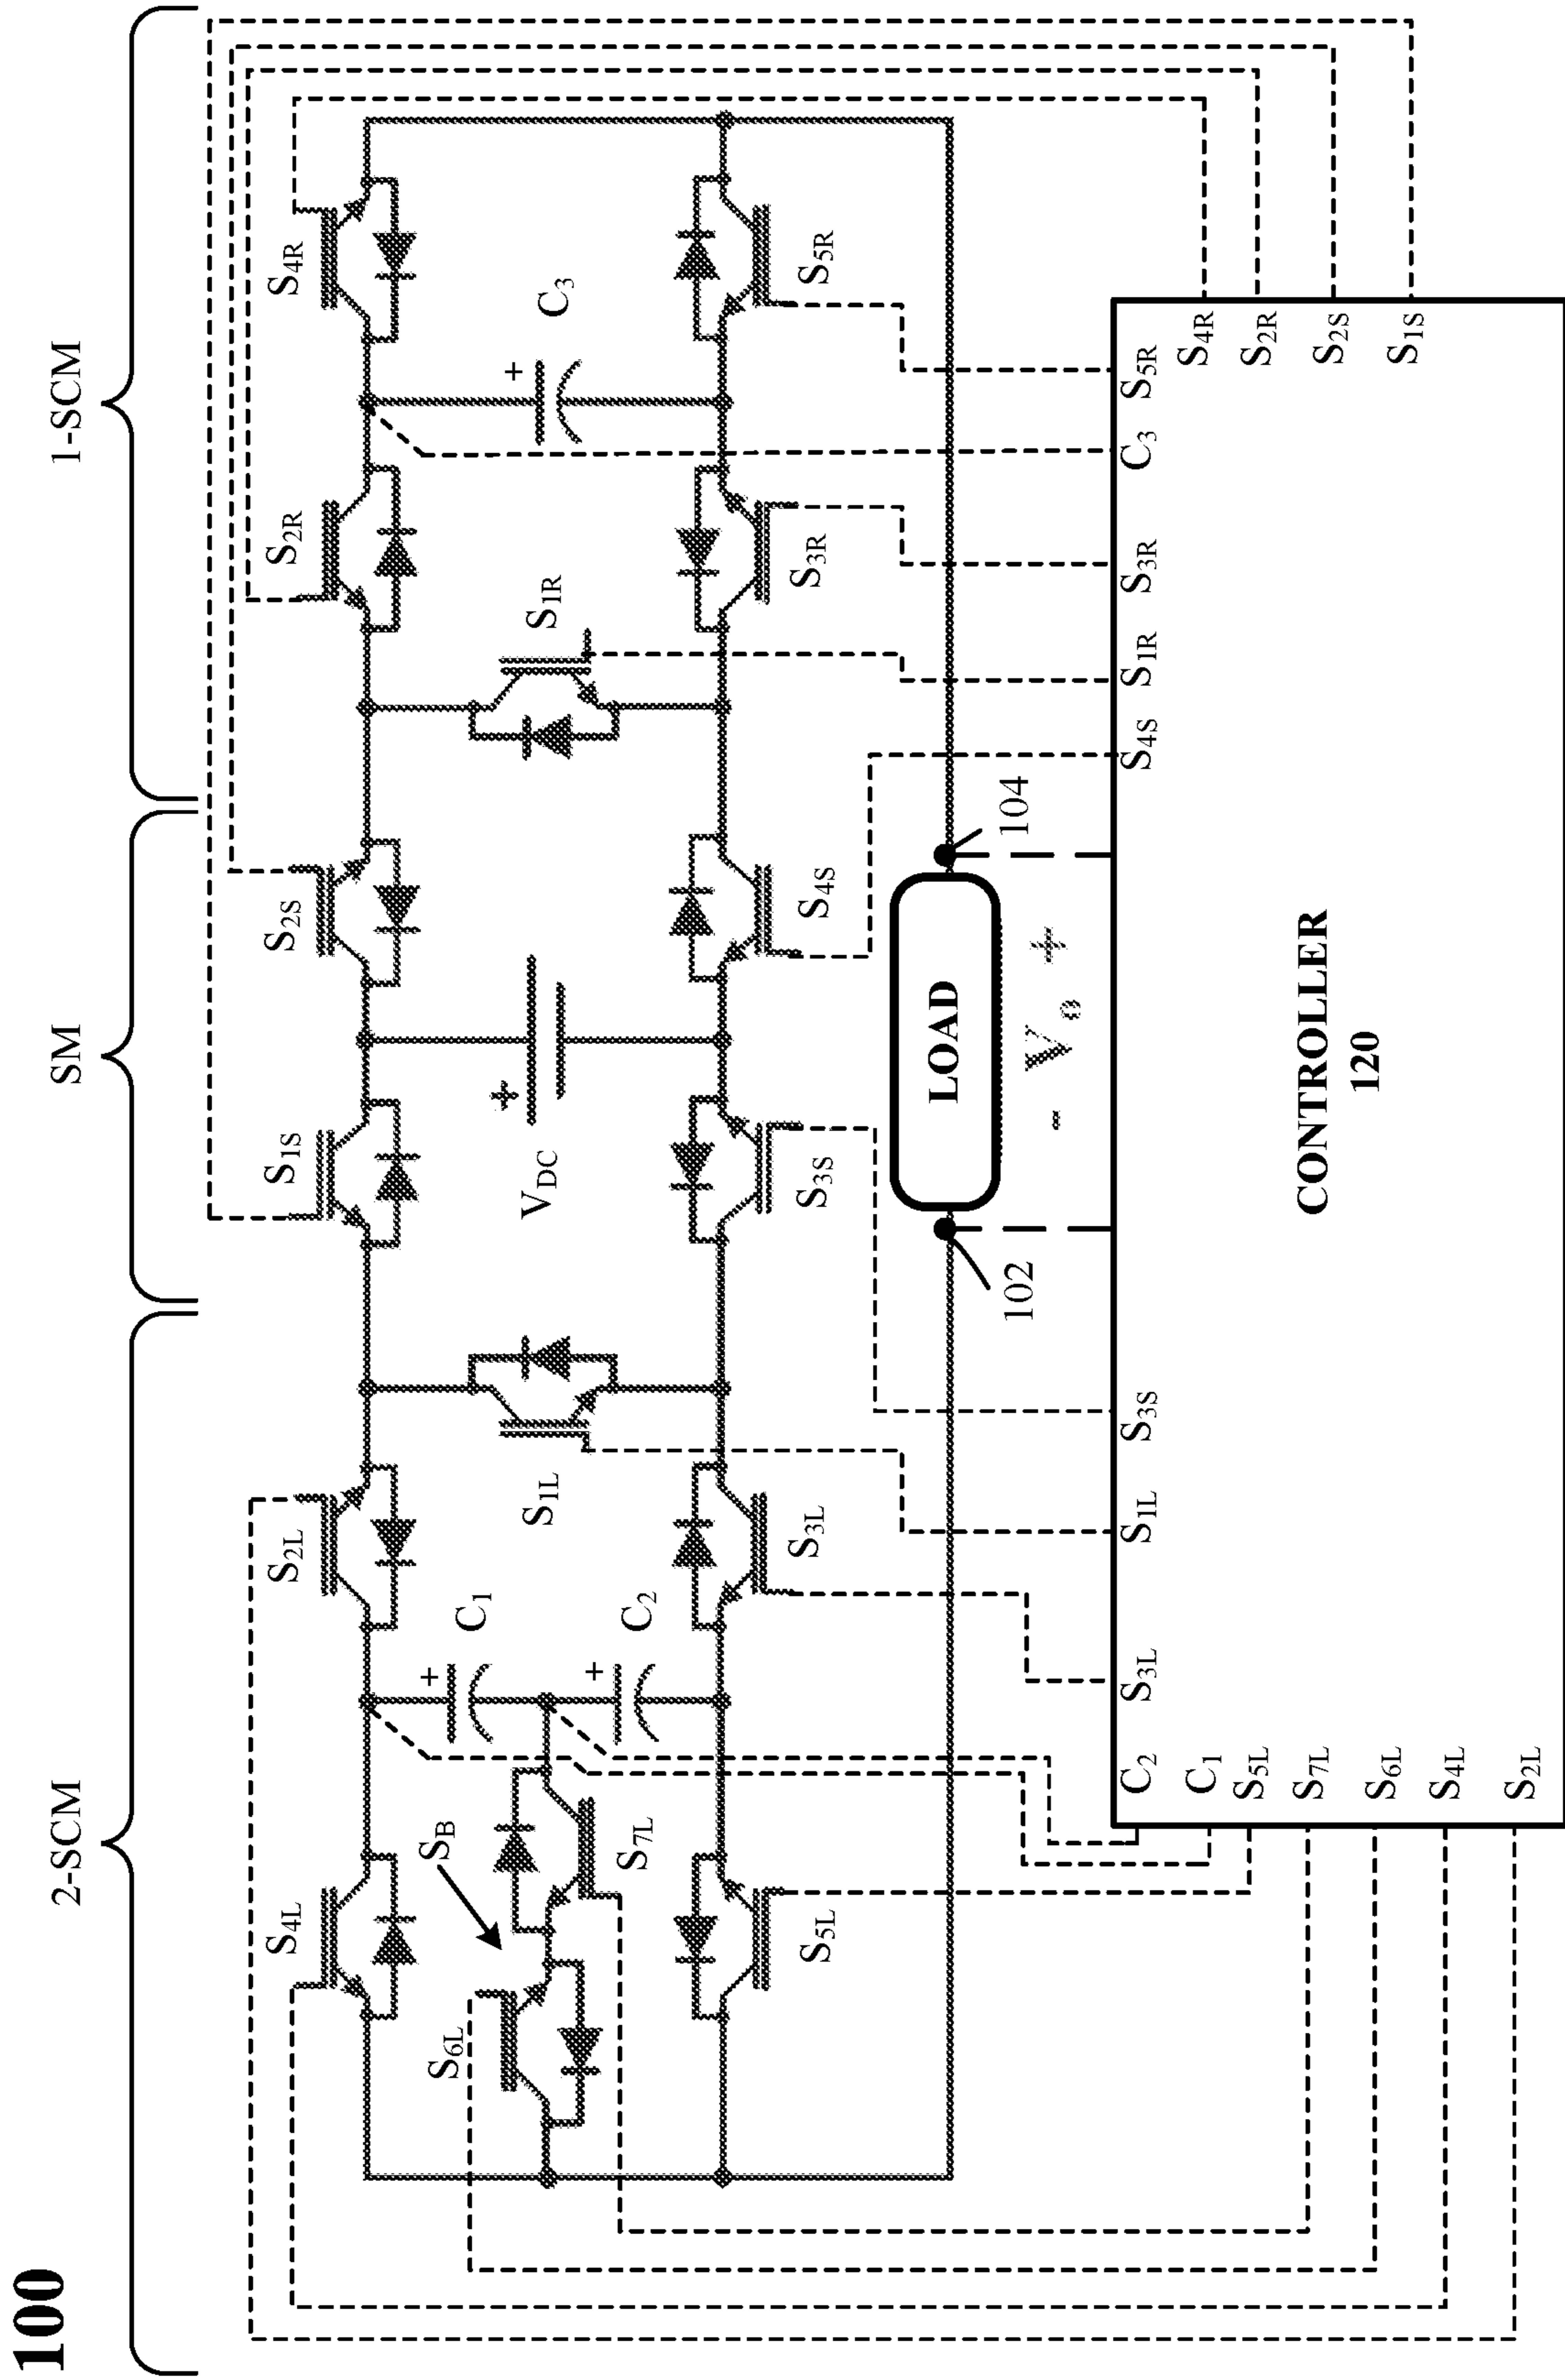 100
2-SCM
SM
1-SCM
S4L
S2L
S1S
S2S
S2R
S4R
S6L
SB
S7L
C1
+
C2
+
S1L
VDC
+
S1R
C3
+
S5L
S3L
S3S
S4S
S3R
S5R
LOAD
102
104
- Vo +
C2
S3L
S1L
S3S
S4S
S1R
S3R
C3
S5R
C1
S5L
S7L
S6L
S4L
S2L
S4R
S2R
S2S
S1S
CONTROLLER
120